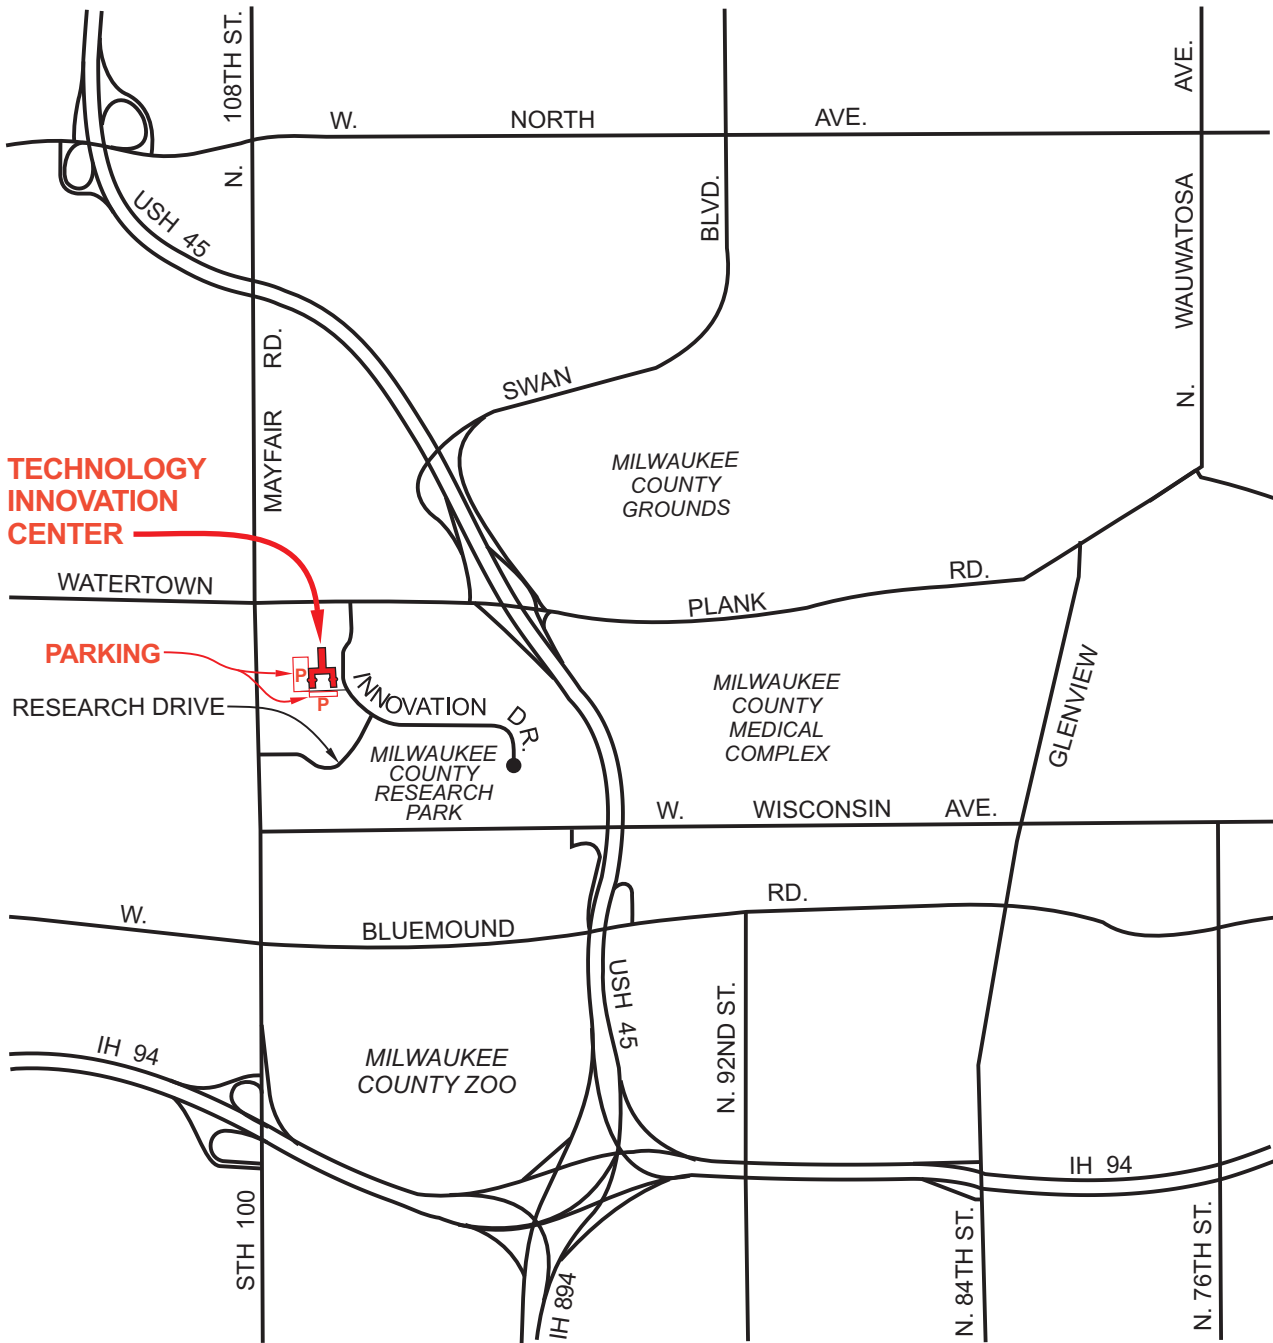 N. 108TH ST.
W. NORTH AVE.
N. WAUWATOSA AVE.
USH 45
SWAN BLVD.
MAYFAIR RD.
TECHNOLOGY
INNOVATION
CENTER
MILWAUKEE
COUNTY
GROUNDS
WATERTOWN PLANK RD.
PARKING
P
P
RESEARCH DRIVE
INNOVATION DR.
MILWAUKEE
COUNTY
RESEARCH
PARK
MILWAUKEE
COUNTY
MEDICAL
COMPLEX
GLENVIEW
W. WISCONSIN AVE.
W. BLUEMOUND RD.
USH 45
N. 92ND ST.
IH 94
MILWAUKEE
COUNTY ZOO
IH 94
STH 100
IH 894
N. 84TH ST.
N. 76TH ST.